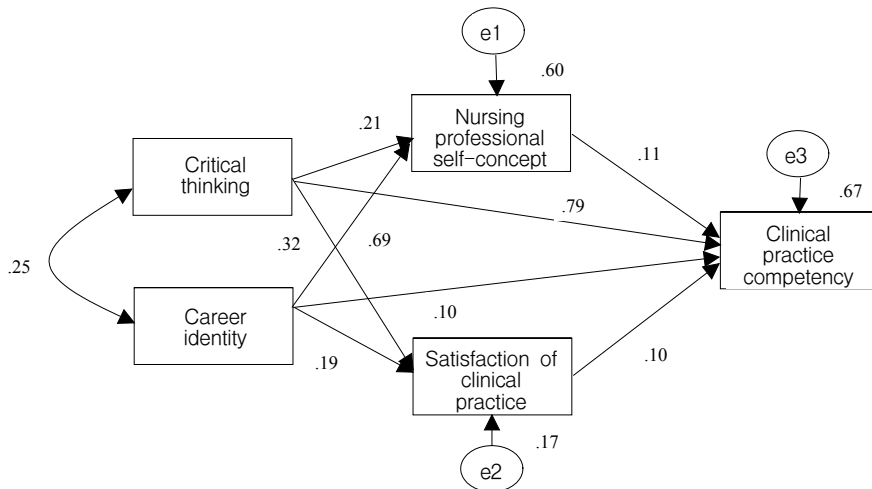 e1
.60
Nursing
professional
self-concept
.21
Critical
thinking
.11
e3
.67
.79
Clinical
practice
competency
.32
.69
.25
Career
identity
.10
.19
Satisfaction of
clinical
practice
.10
.17
e2